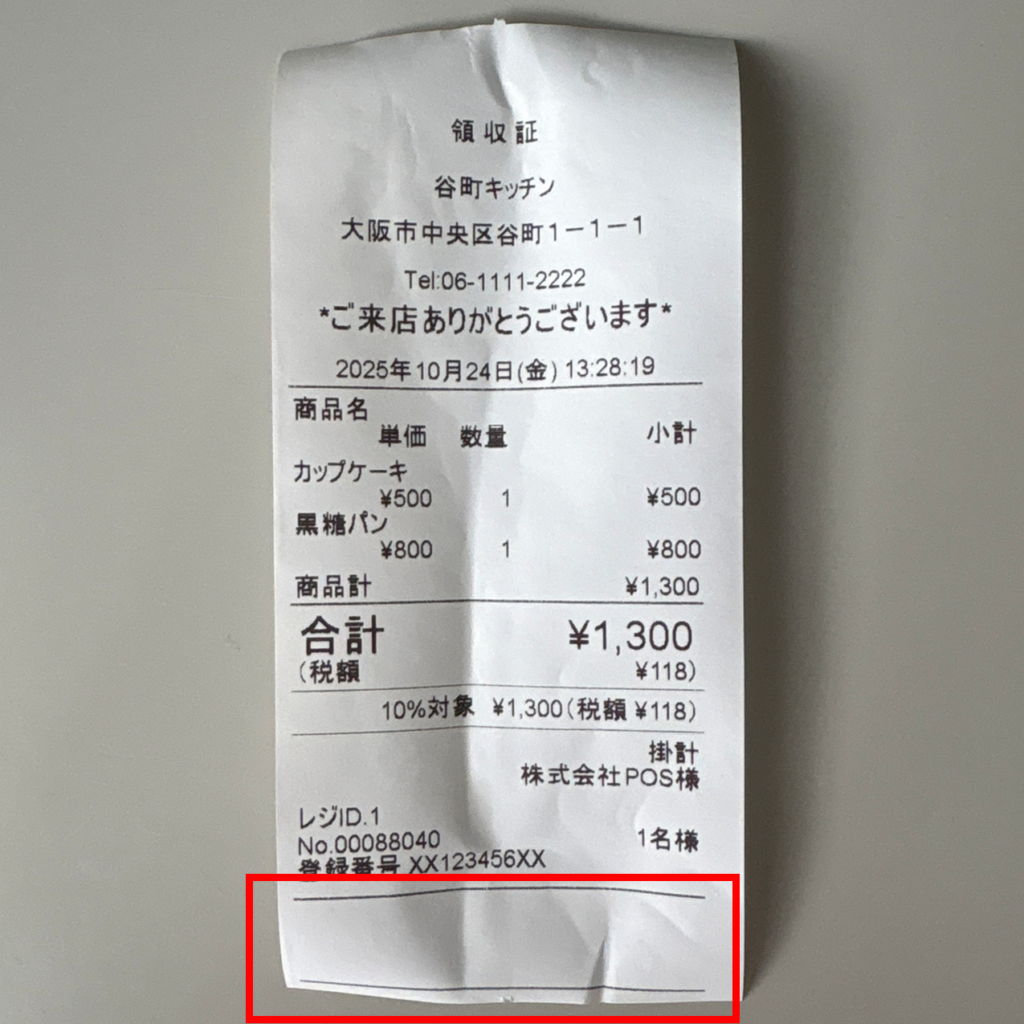 領収証
谷町キッチン
大阪市中央区谷町1ー1ー1
Tel:06-1111-2222
*ご来店ありがとうございます*
2025年10月24日(金) 13:28:19
商品名
単価 数量 小計
カップケーキ
¥500 1 ¥500
黒糖パン
¥800 1 ¥800
商品計 ¥1,300
合計 ¥1,300
(税額 ¥118)
10%対象 ¥1,300(税額 ¥118)
掛計
株式会社POS様
レジID.1
No.00088040 1名様
登録番号 XX123456XX